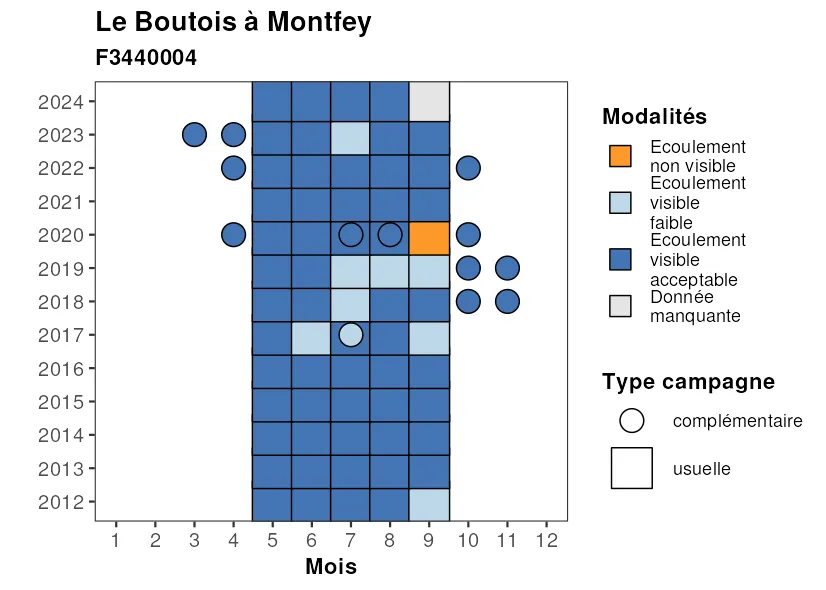 Le Boutois à Montfey
F3440004
2024
2023
2022
2021
2020
2019
2018
2017
2016
2015
2014
2013
2012
1 2 3 4 5 6 7 8 9 10 11 12
Mois
Modalités
Ecoulement
non visible
Ecoulement
visible
faible
Ecoulement
visible
acceptable
Donnée
manquante
Type campagne
complémentaire
usuelle